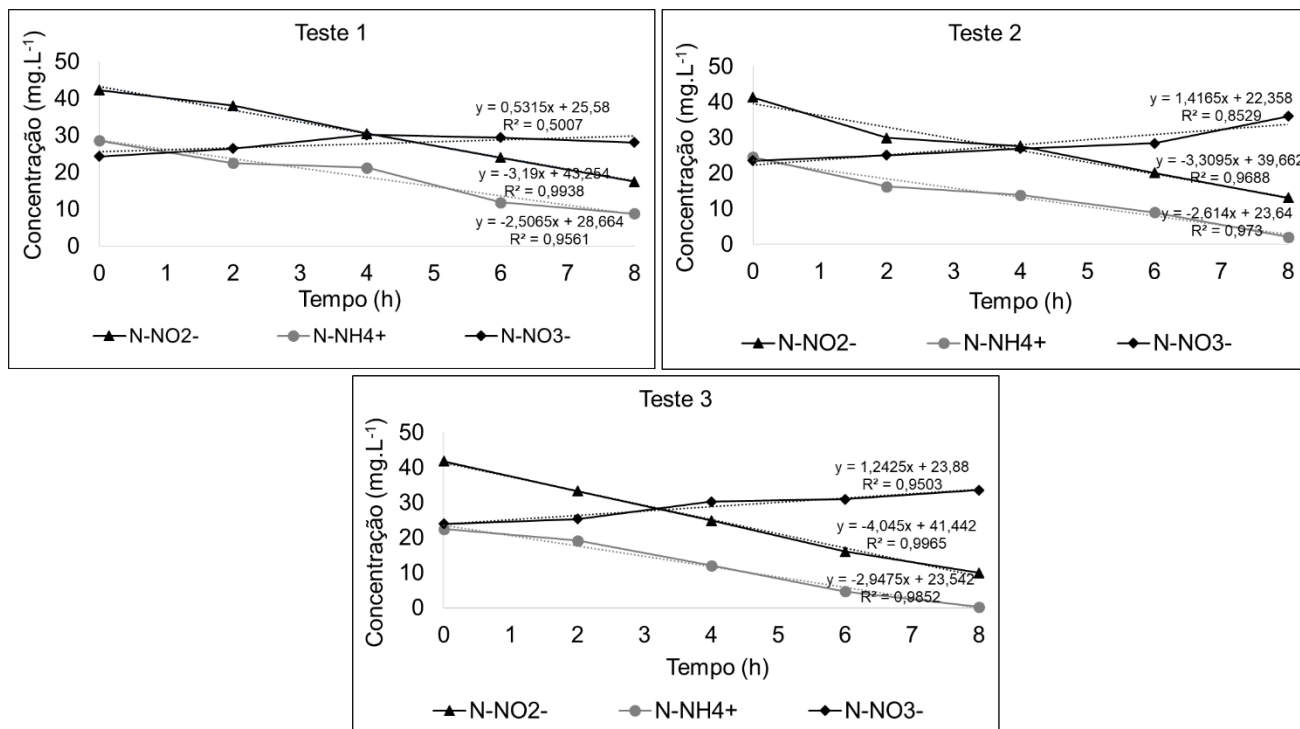 Teste 1
Concentração (mg.L⁻¹)
50
40
30
20
10
0
y = 0,5315x + 25,58
R² = 0,5007
y = -3,19x + 43,254
R² = 0,9938
y = -2,5065x + 28,664
R² = 0,9561
0 1 2 3 4 5 6 7 8
Tempo (h)
N-NO2- N-NH4+ N-NO3-
Teste 2
Concentração (mg.L⁻¹)
50
40
30
20
10
0
y = 1,4165x + 22,358
R² = 0,8529
y = -3,3095x + 39,662
R² = 0,9688
y = -2,614x + 23,64
R² = 0,973
0 1 2 3 4 5 6 7 8
Tempo (h)
N-NO2- N-NH4+ N-NO3-
Teste 3
Concentração (mg.L⁻¹)
50
40
30
20
10
0
y = 1,2425x + 23,88
R² = 0,9503
y = -4,045x + 41,442
R² = 0,9965
y = -2,9475x + 23,542
R² = 0,9852
0 1 2 3 4 5 6 7 8
Tempo (h)
N-NO2- N-NH4+ N-NO3-